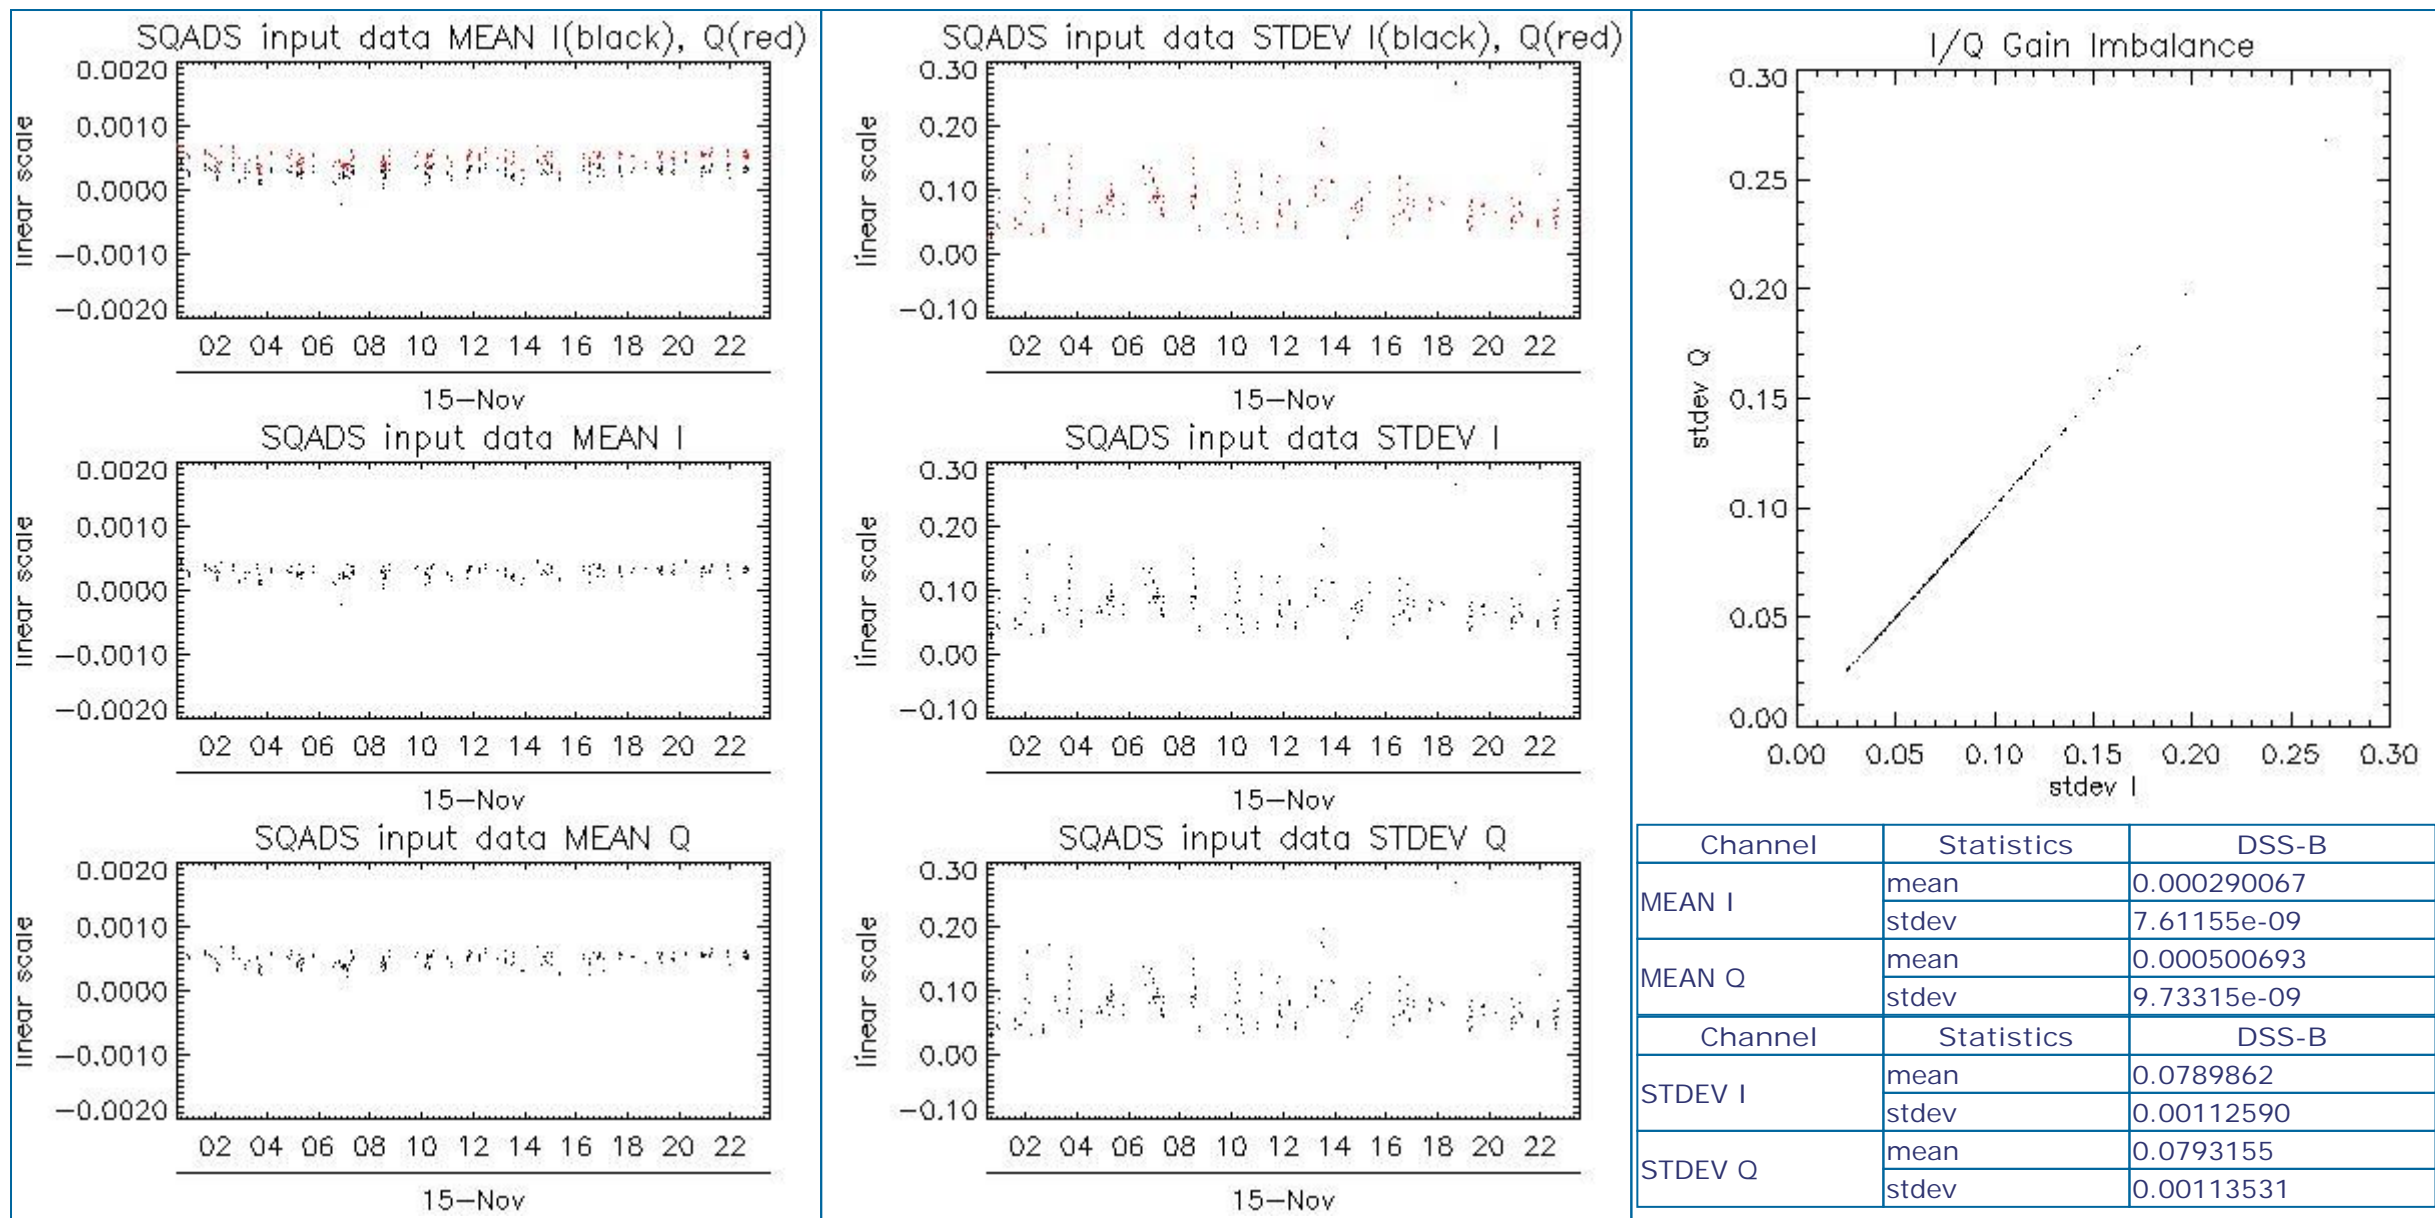 SQADS input data MEAN I(black), Q(red)
linear scale
0.0020
0.0010
0.0000
-0.0010
-0.0020
02 04 06 08 10 12 14 16 18 20 22
15-Nov
SQADS input data MEAN I
linear scale
0.0020
0.0010
0.0000
-0.0010
-0.0020
02 04 06 08 10 12 14 16 18 20 22
15-Nov
SQADS input data MEAN Q
linear scale
0.0020
0.0010
0.0000
-0.0010
-0.0020
02 04 06 08 10 12 14 16 18 20 22
15-Nov
SQADS input data STDEV I(black), Q(red)
linear scale
0.30
0.20
0.10
0.00
-0.10
02 04 06 08 10 12 14 16 18 20 22
15-Nov
SQADS input data STDEV I
linear scale
0.30
0.20
0.10
0.00
-0.10
02 04 06 08 10 12 14 16 18 20 22
15-Nov
SQADS input data STDEV Q
linear scale
0.30
0.20
0.10
0.00
-0.10
02 04 06 08 10 12 14 16 18 20 22
15-Nov
I/Q Gain Imbalance
stdev Q
0.30
0.25
0.20
0.15
0.10
0.05
0.00
0.00 0.05 0.10 0.15 0.20 0.25 0.30
stdev I
Channel Statistics DSS-B
MEAN I
mean 0.000290067
stdev 7.61155e-09
MEAN Q
mean 0.000500693
stdev 9.73315e-09
Channel Statistics DSS-B
STDEV I
mean 0.0789862
stdev 0.00112590
STDEV Q
mean 0.0793155
stdev 0.00113531